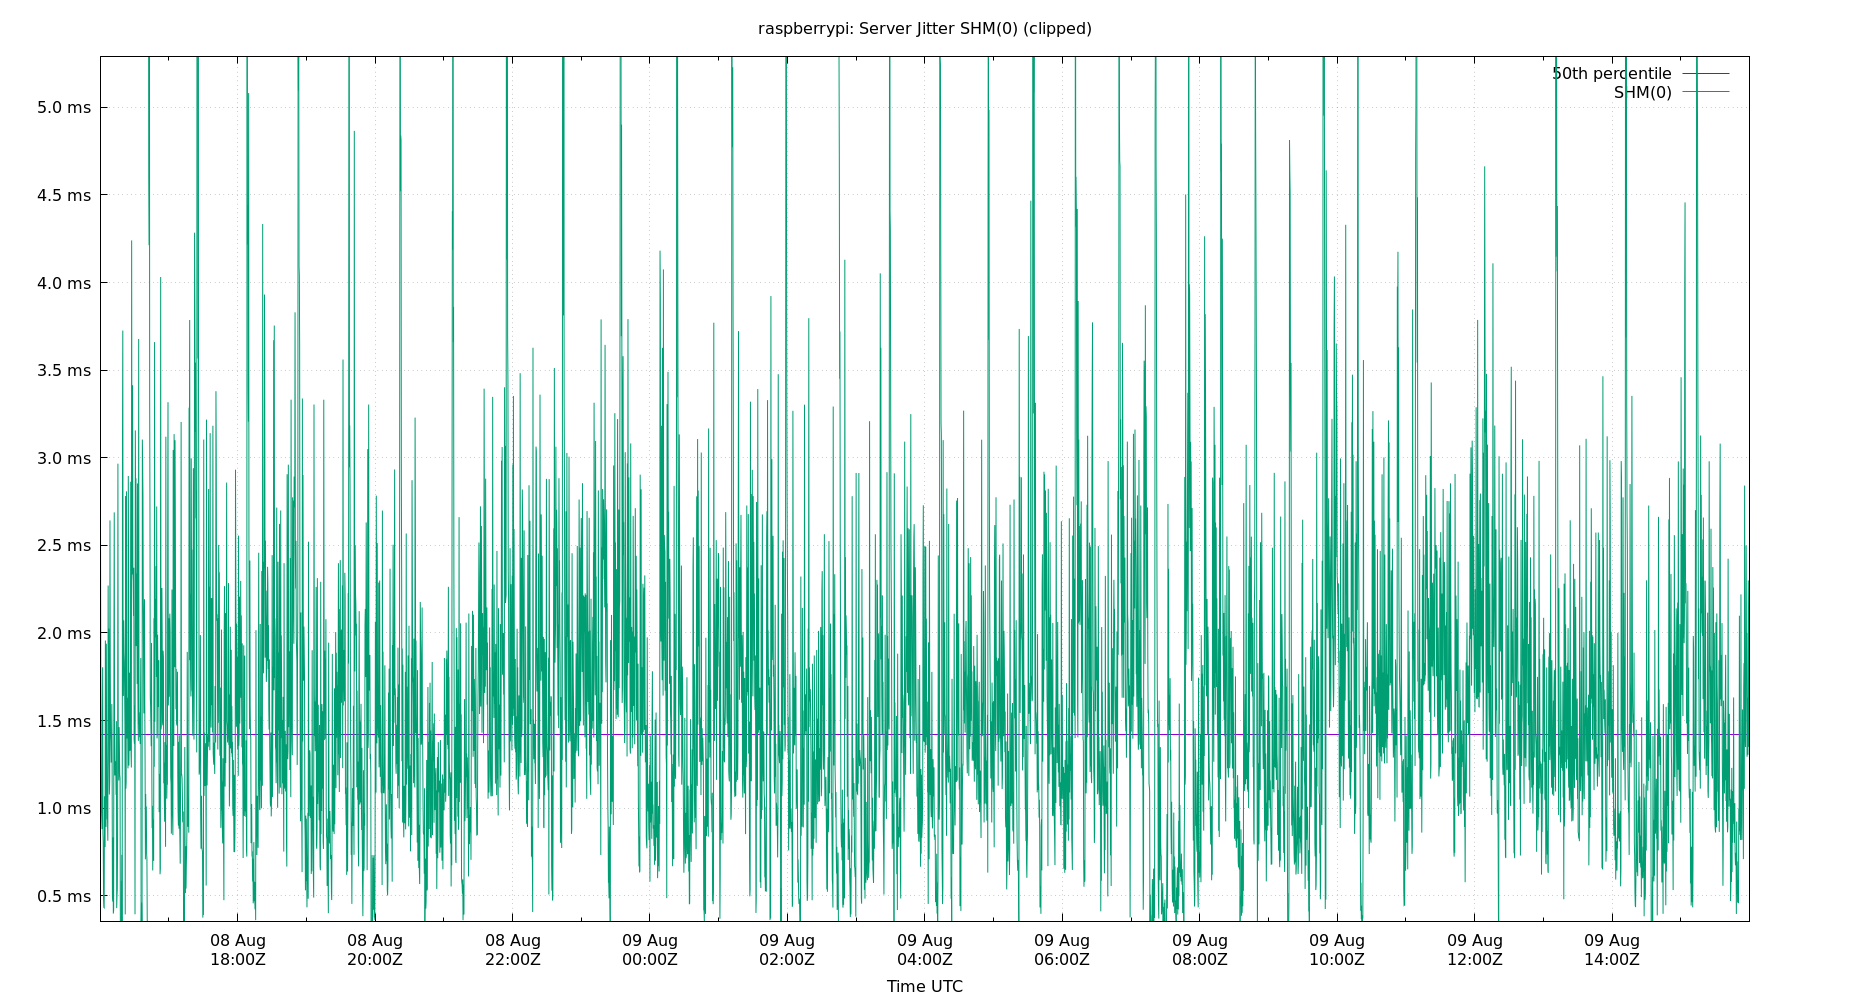 raspberrypi: Server Jitter SHM(0) (clipped)
50th percentile
SHM(0)
5.0 ms
4.5 ms
4.0 ms
3.5 ms
3.0 ms
2.5 ms
2.0 ms
1.5 ms
1.0 ms
0.5 ms
08 Aug 08 Aug 08 Aug 09 Aug 09 Aug 09 Aug 09 Aug 09 Aug 09 Aug 09 Aug 09 Aug
18:00Z 20:00Z 22:00Z 00:00Z 02:00Z 04:00Z 06:00Z 08:00Z 10:00Z 12:00Z 14:00Z
Time UTC